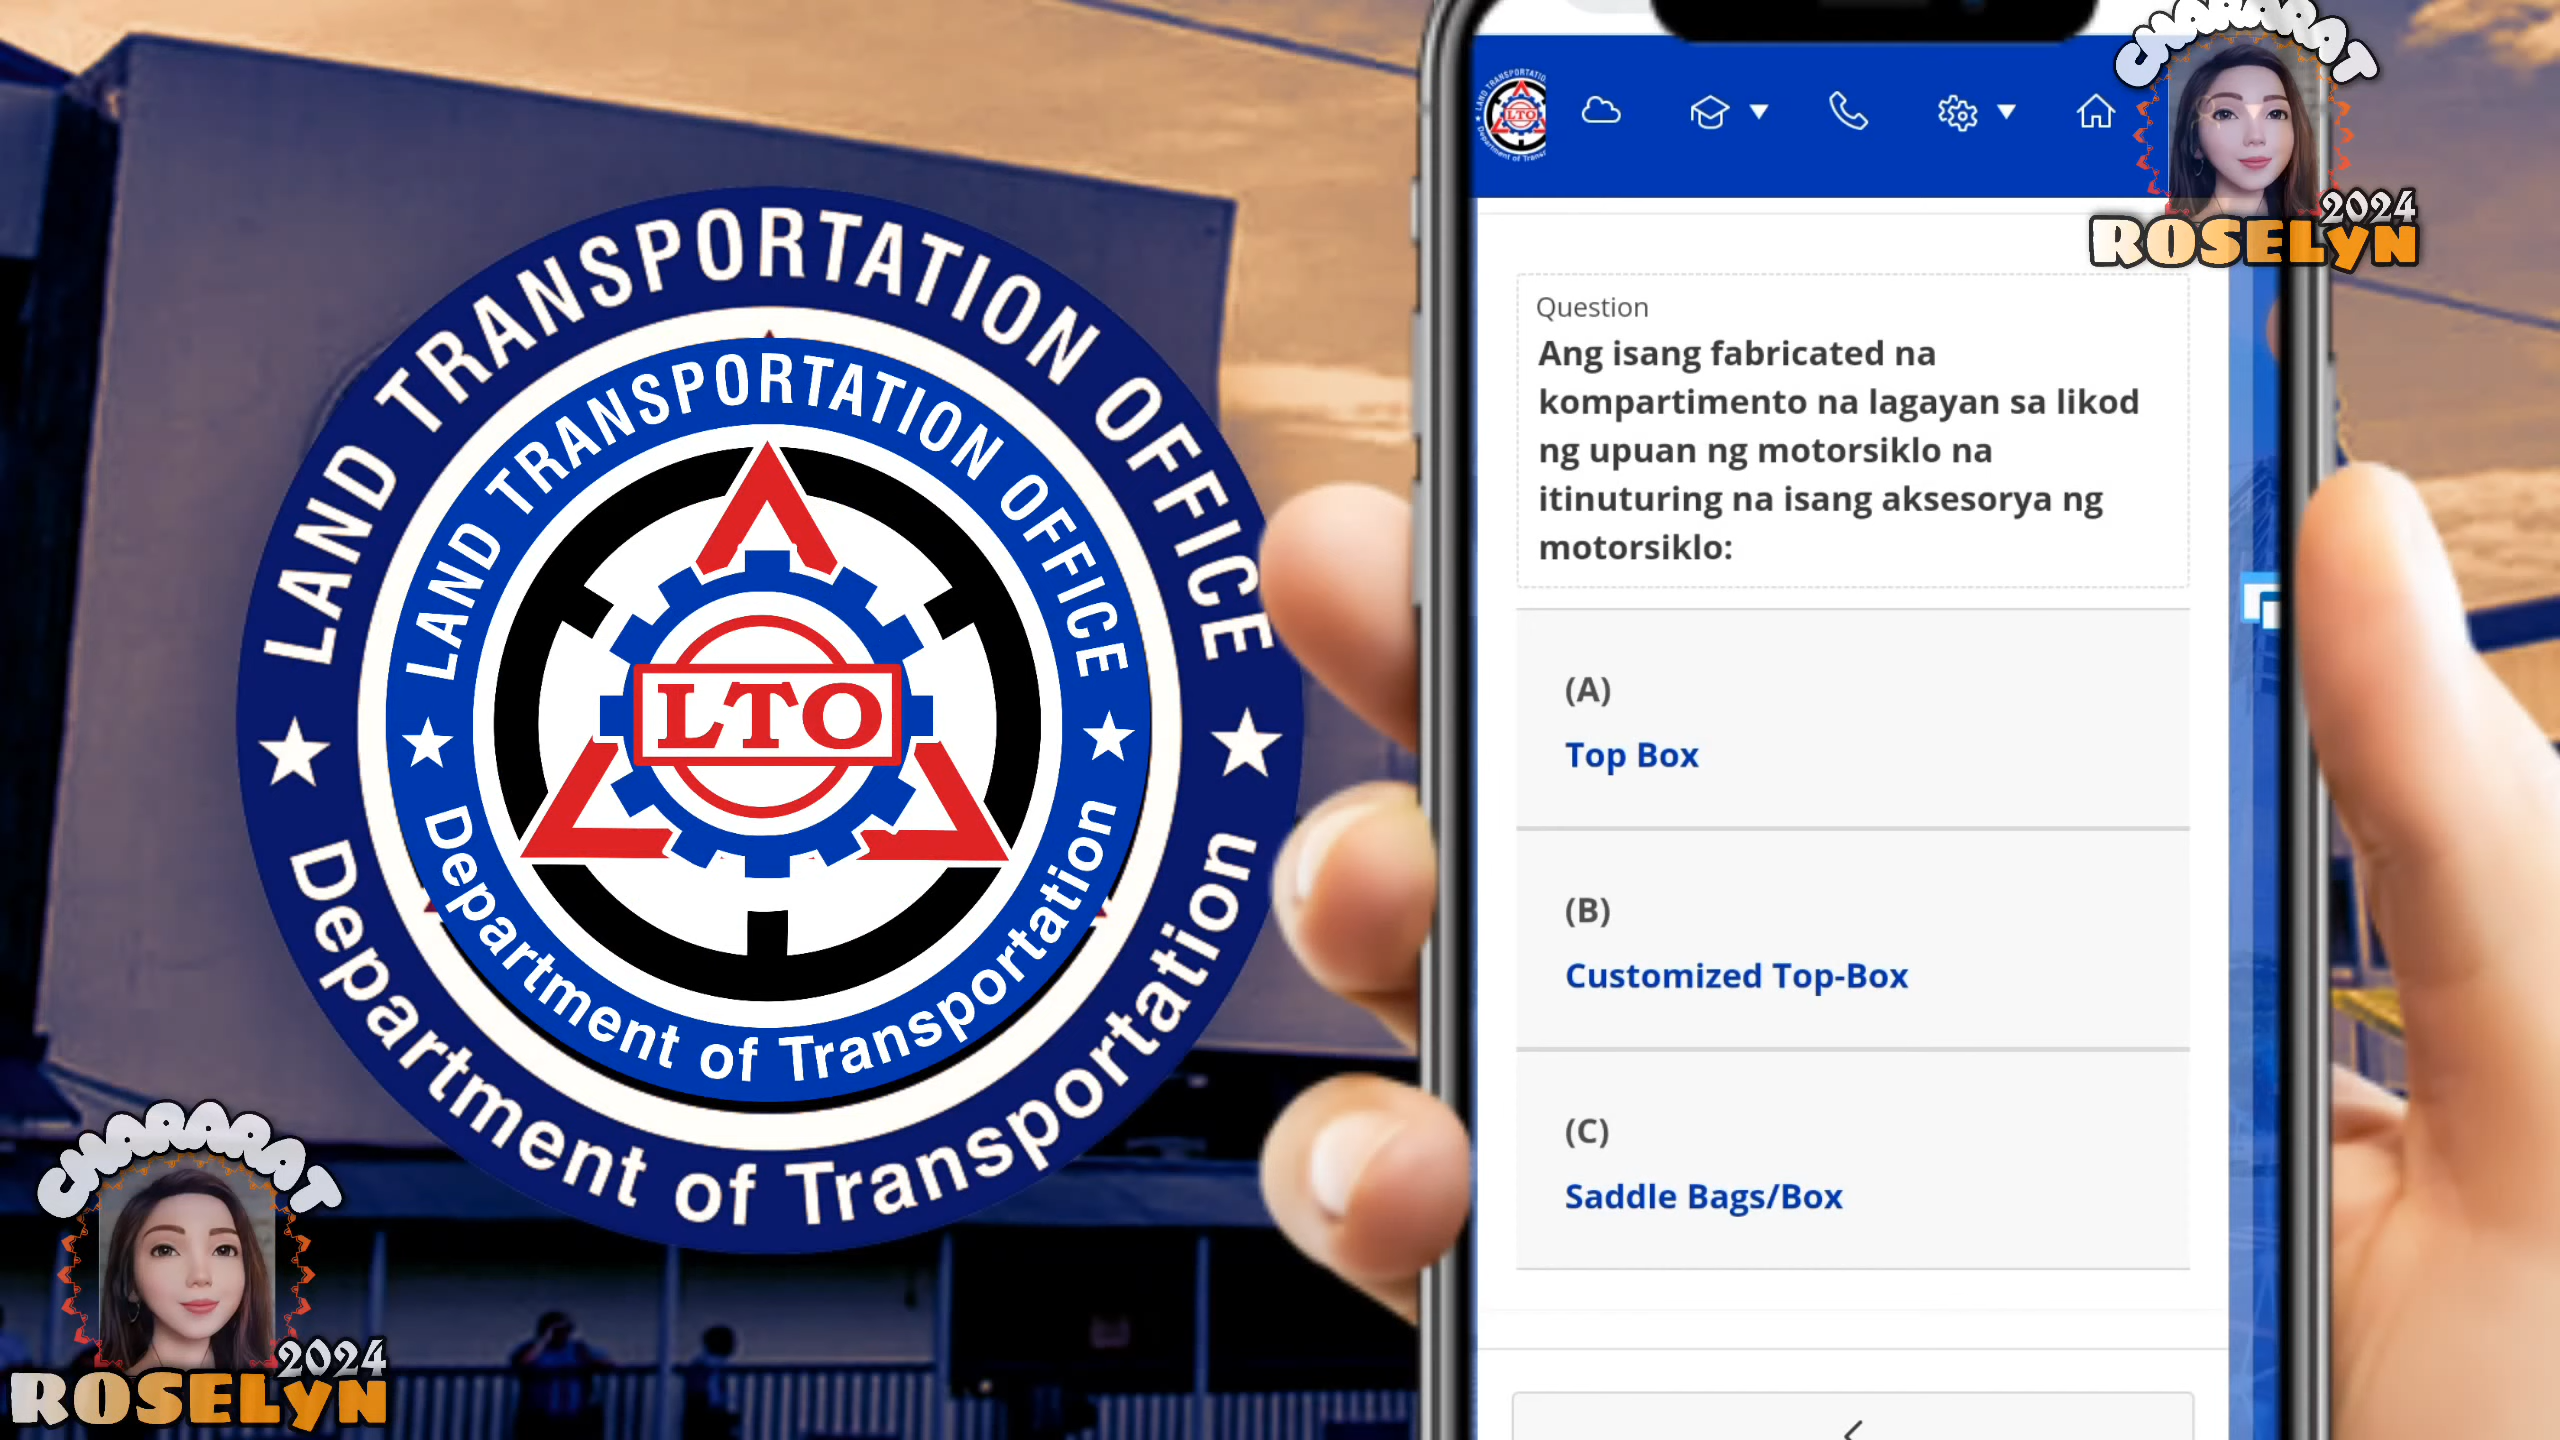 LAND TRANSPORTATION OFFICE
Department of Transportation
LAND TRANSPORTATION OFFICE
LTO
Department of Transportation
CHARARAT
2024
ROSELyN
LTO
CHARARAT
2024
ROSELyN
Question
Ang isang fabricated na
kompartimento na lagayan sa likod
ng upuan ng motorsiklo na
itinuturing na isang aksesorya ng
motorsiklo:
(A)
Top Box
(B)
Customized Top-Box
(C)
Saddle Bags/Box